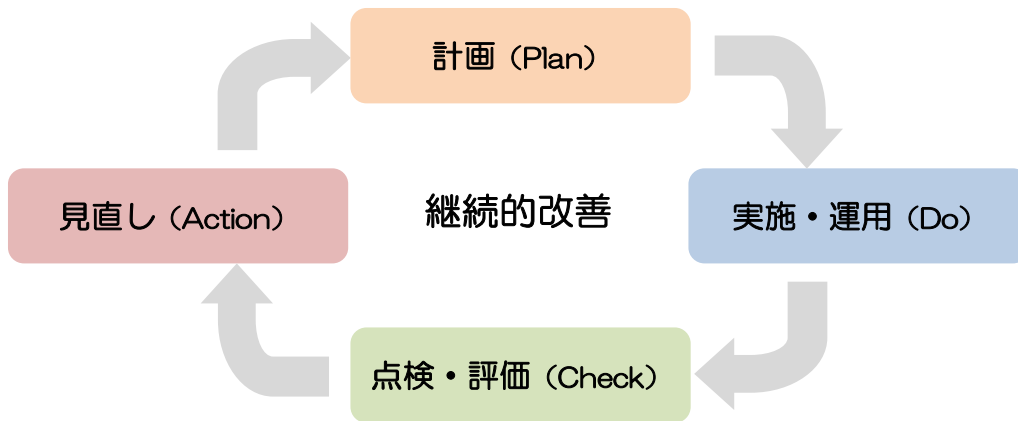 計画（Plan）
見直し（Action）
継続的改善
実施・運用（Do）
点検・評価（Check）